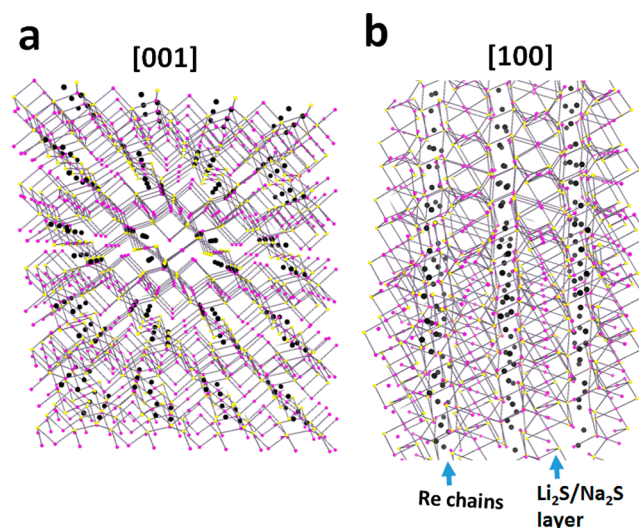 a
[001]
b
[100]
Re chains
Li₂S/Na₂S
layer